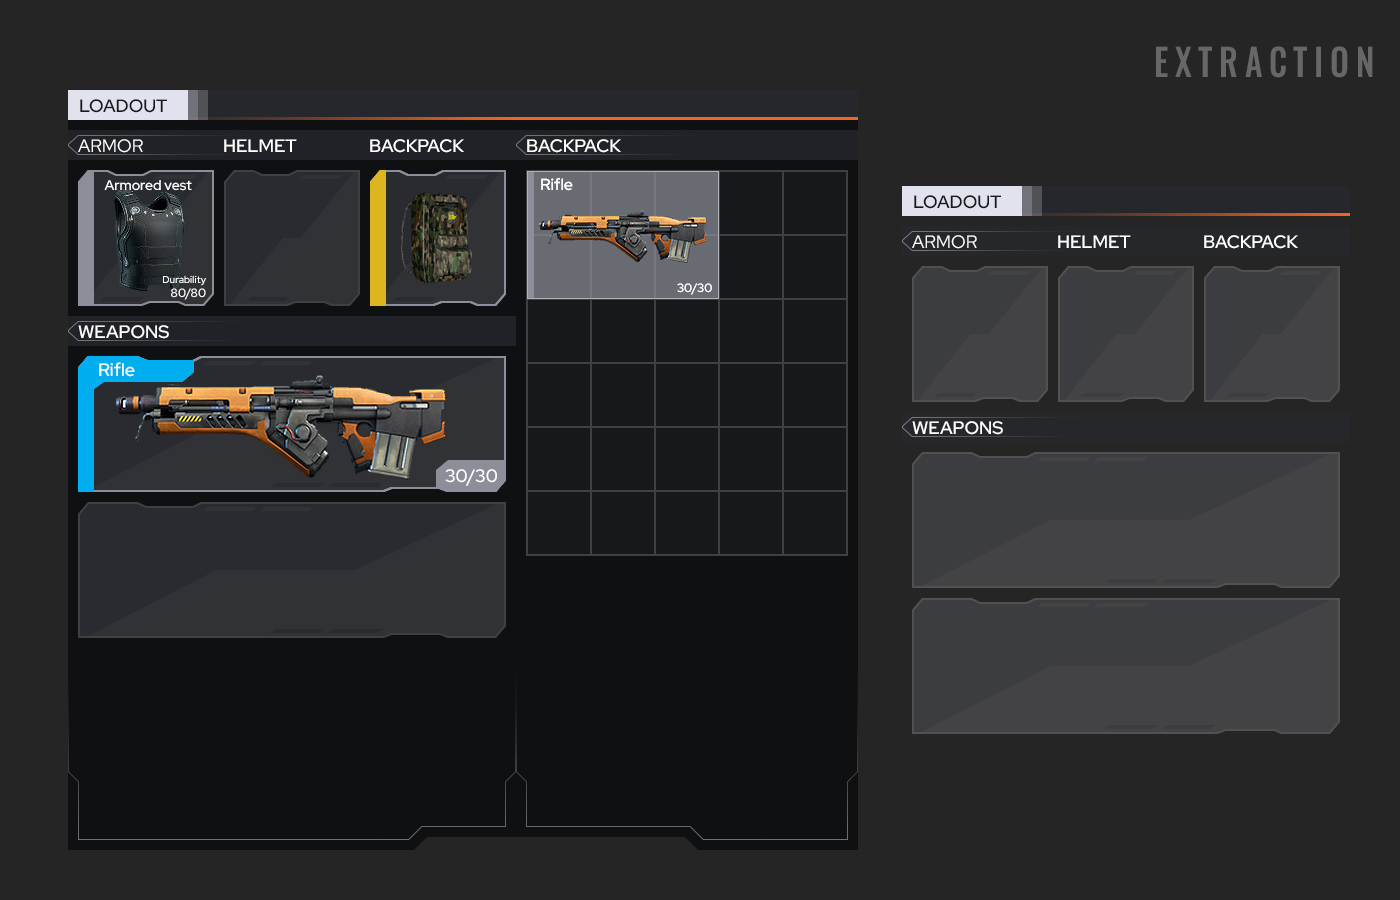 EXTRACTION
LOADOUT
ARMOR HELMET BACKPACK
Armored vest
Durability
80/80
WEAPONS
Rifle
30/30
BACKPACK
Rifle
30/30
LOADOUT
ARMOR HELMET BACKPACK
WEAPONS